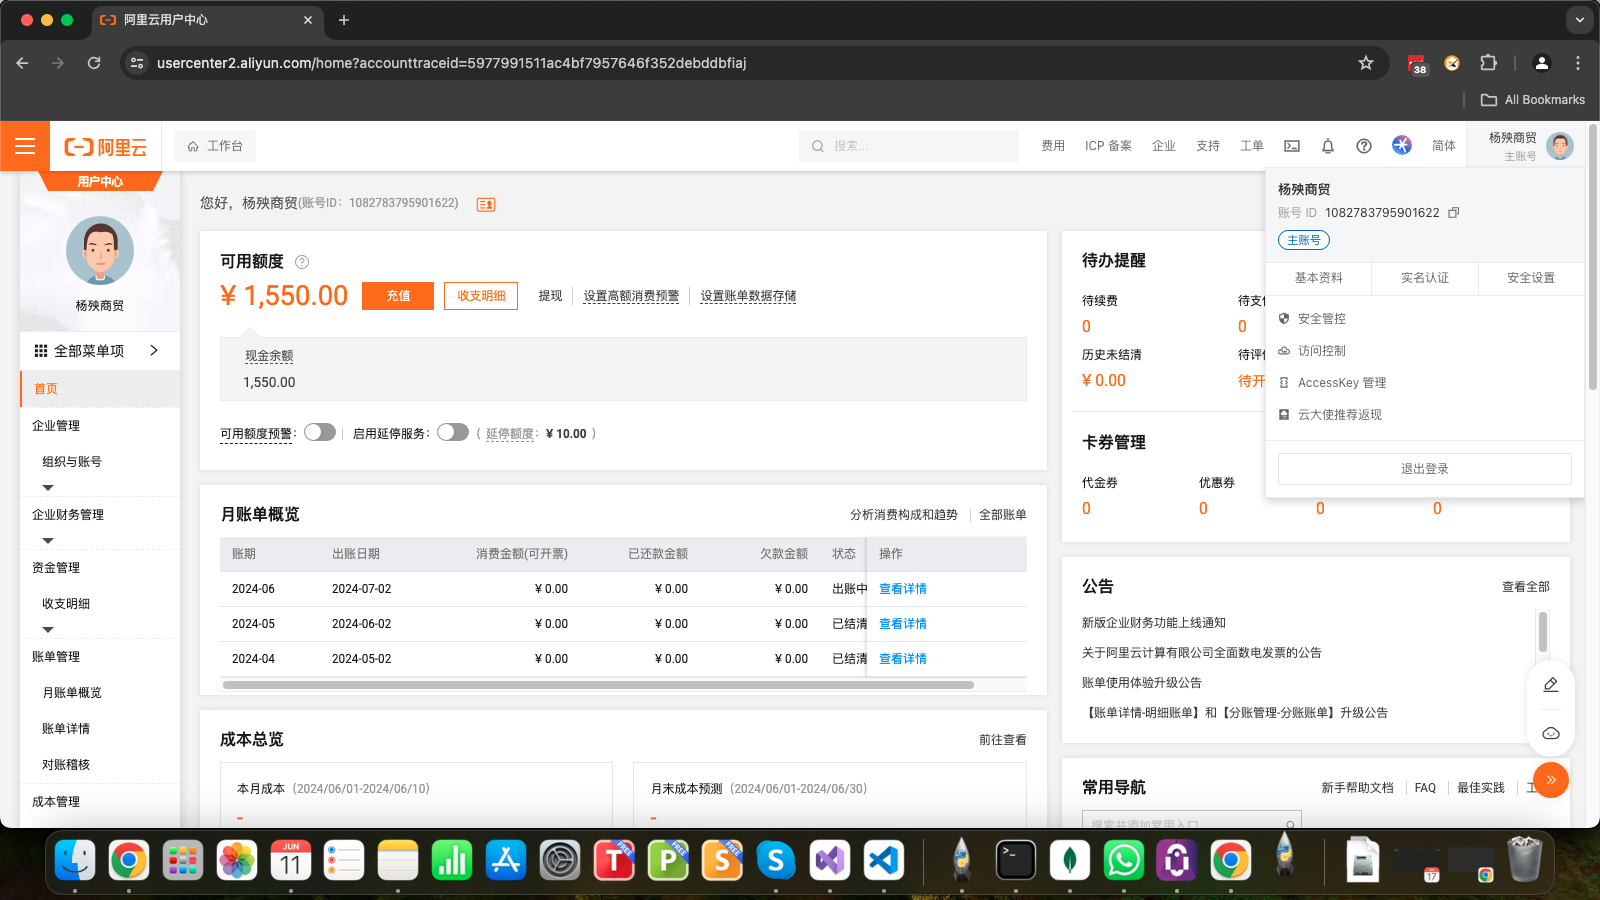 阿里云用户中心
usercenter2.aliyun.com/home?accounttraceid=5977991511ac4bf7957646f352debddbfiaj
38
All Bookmarks
阿里云
工作台
搜索...
费用
ICP 备案
企业
支持
工单
简体
杨殃商贸
主账号
用户中心
杨殃商贸
全部菜单项
首页
企业管理
组织与账号
企业财务管理
资金管理
收支明细
账单管理
月账单概览
账单详情
对账稽核
成本管理
您好，杨殃商贸(账号ID：1082783795901622)
可用额度
¥ 1,550.00
充值
收支明细
提现
设置高额消费预警
设置账单数据存储
现金余额
1,550.00
可用额度预警：
启用延停服务：
( 延停额度： ¥ 10.00 )
月账单概览
分析消费构成和趋势
全部账单
账期 出账日期 消费金额(可开票) 已还款金额 欠款金额 状态 操作
2024-06 2024-07-02 ¥ 0.00 ¥ 0.00 ¥ 0.00 出账中 查看详情
2024-05 2024-06-02 ¥ 0.00 ¥ 0.00 ¥ 0.00 已结清 查看详情
2024-04 2024-05-02 ¥ 0.00 ¥ 0.00 ¥ 0.00 已结清 查看详情
成本总览
前往查看
本月成本 (2024/06/01-2024/06/10)
-
月末成本预测 (2024/06/01-2024/06/30)
-
待办提醒
待续费
0
待支
0
历史未结清
¥ 0.00
待评
待开
卡券管理
代金券
0
优惠券
0
0
0
杨殃商贸
账号 ID 1082783795901622
主账号
基本资料
实名认证
安全设置
安全管控
访问控制
AccessKey 管理
云大使推荐返现
退出登录
公告
查看全部
新版企业财务功能上线通知
关于阿里云计算有限公司全面数电发票的公告
账单使用体验升级公告
【账单详情-明细账单】和【分账管理-分账账单】升级公告
常用导航
新手帮助文档
FAQ
最佳实践
工
搜索并添加常用入口
JUN
11
T
FREE
P
FREE
S
FREE
S
17